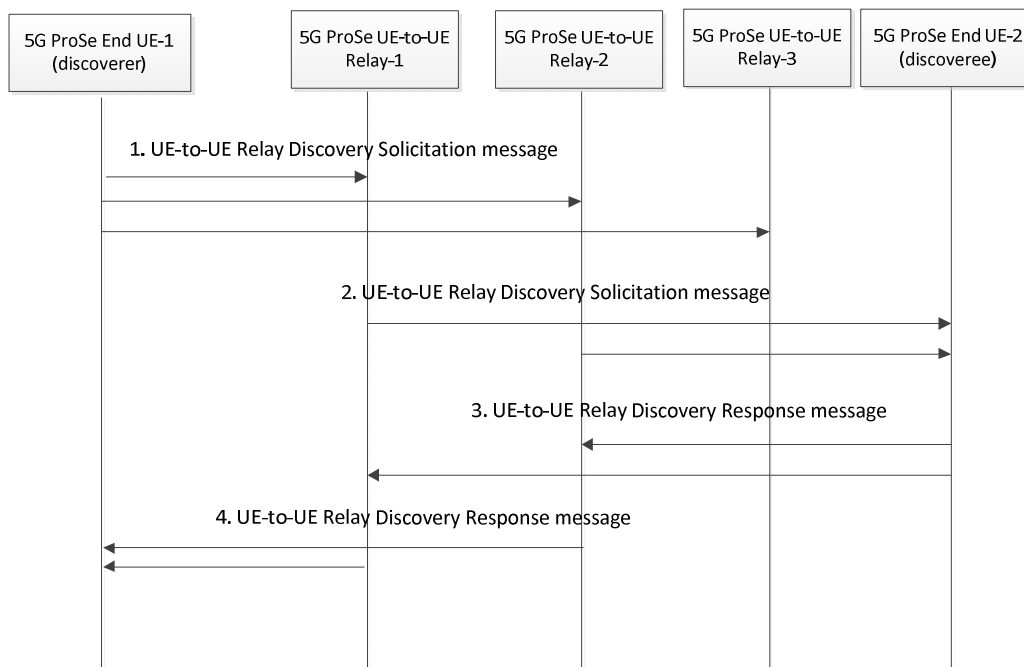 5G ProSe End UE-1
(discoverer)
5G ProSe UE-to-UE
Relay-1
5G ProSe UE-to-UE
Relay-2
5G ProSe UE-to-UE
Relay-3
5G ProSe End UE-2
(discoveree)
1. UE-to-UE Relay Discovery Solicitation message
2. UE-to-UE Relay Discovery Solicitation message
3. UE-to-UE Relay Discovery Response message
4. UE-to-UE Relay Discovery Response message